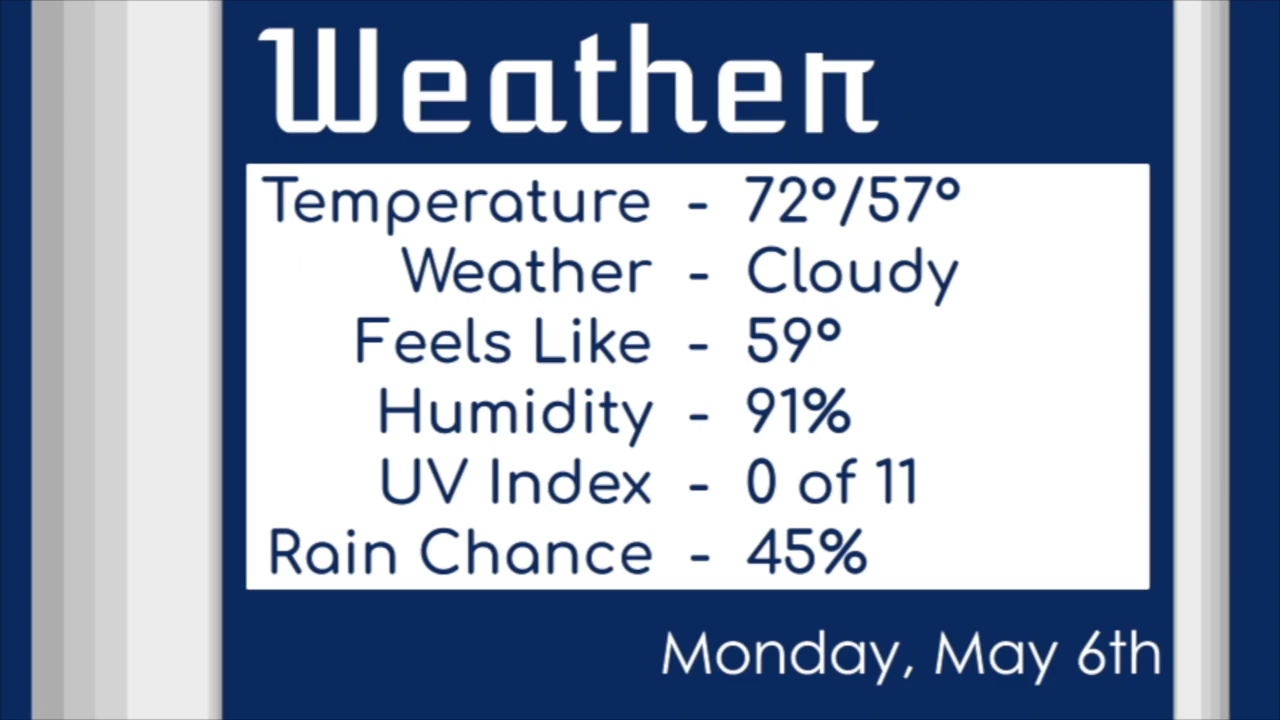 Weather
Temperature - 72°/57°
Weather - Cloudy
Feels Like - 59°
Humidity - 91%
UV Index - 0 of 11
Rain Chance - 45%
Monday, May 6th